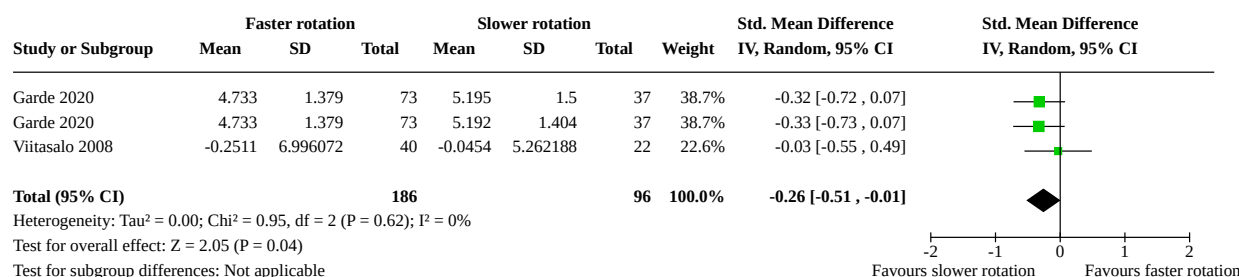 Faster rotation Slower rotation Std. Mean Difference Std. Mean Difference
Study or Subgroup Mean SD Total Mean SD Total Weight IV, Random, 95% CI IV, Random, 95% CI
Garde 2020 4.733 1.379 73 5.195 1.5 37 38.7% -0.32 [-0.72 , 0.07]
Garde 2020 4.733 1.379 73 5.192 1.404 37 38.7% -0.33 [-0.73 , 0.07]
Viitasalo 2008 -0.2511 6.996072 40 -0.0454 5.262188 22 22.6% -0.03 [-0.55 , 0.49]
Total (95% CI) 186 96 100.0% -0.26 [-0.51 , -0.01]
Heterogeneity: Tau² = 0.00; Chi² = 0.95, df = 2 (P = 0.62); I² = 0%
Test for overall effect: Z = 2.05 (P = 0.04)
-2 -1 0 1 2
Test for subgroup differences: Not applicable Favours slower rotation Favours faster rotation